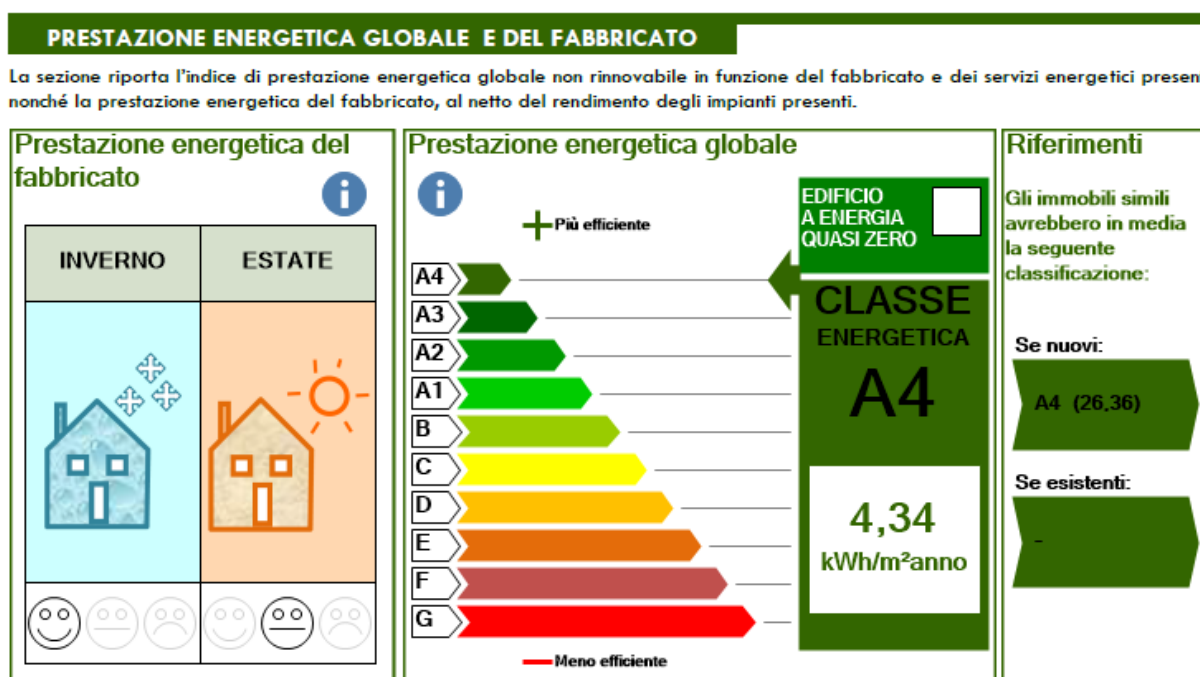 PRESTAZIONE ENERGETICA GLOBALE E DEL FABBRICATO
La sezione riporta l'indice di prestazione energetica globale non rinnovabile in funzione del fabbricato e dei servizi energetici
nonché la prestazione energetica del fabbricato, al netto del rendimento degli impianti presenti.
Prestazione energetica del
fabbricato
i
INVERNO
ESTATE
Prestazione energetica globale
i
Più efficiente
A4
A3
A2
A1
B
C
D
E
F
G
Meno efficiente
EDIFICIO
A ENERGIA
QUASI ZERO
CLASSE
ENERGETICA
A4
4,34
kWh/m²anno
Riferimenti
Gli immobili simili
avrebbero in media
la seguente
classificazione:
Se nuovi:
A4 (26,36)
Se esistenti:
-